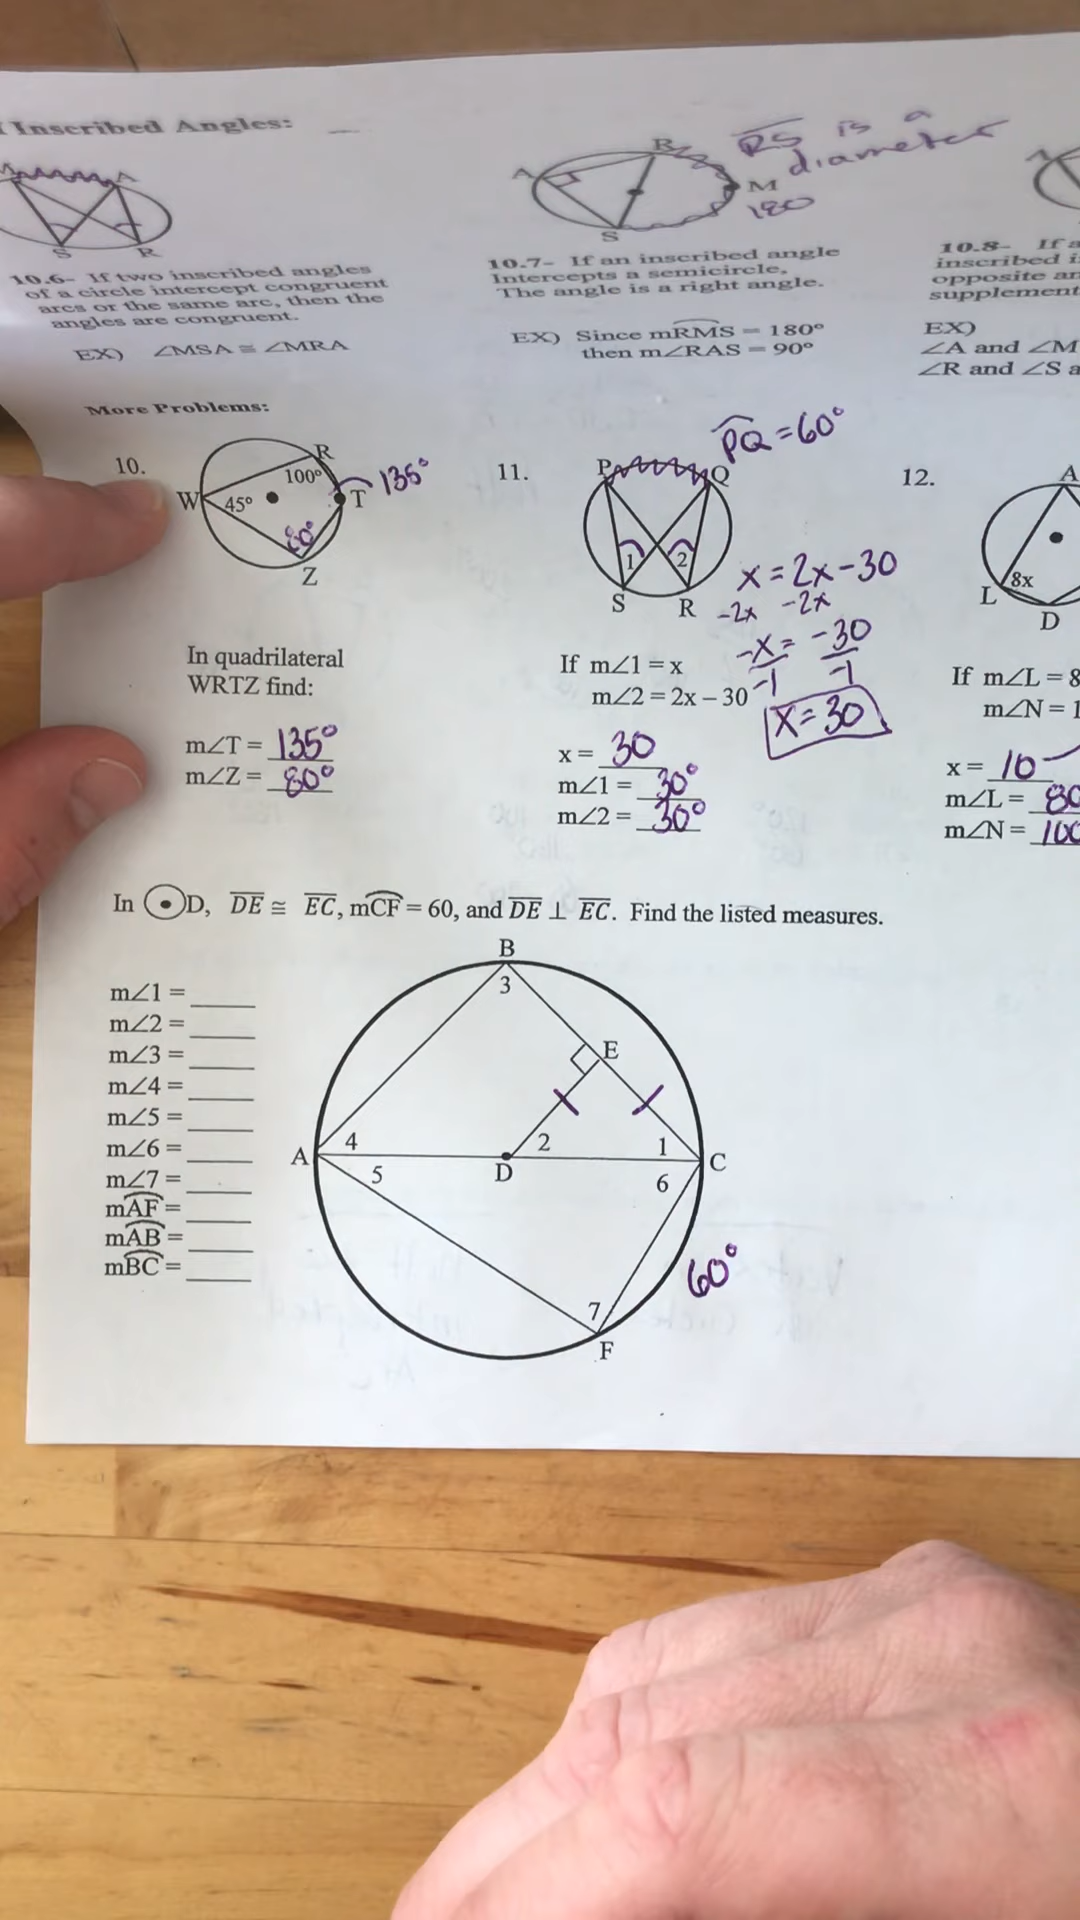 Inscribed Angles:
A
S
R
A
R
M
S
RS is a
diameter
180
10.6- If two inscribed angles
of a circle intercept congruent
arcs or the same arc, then the
angles are congruent.
EX) ∠MSA ≅ ∠MRA
10.7- If an inscribed angle
Intercepts a semicircle,
The angle is a right angle.
EX) Since mRMS = 180°
then m∠RAS = 90°
10.8- If a
inscribed
opposite
supplement
EX)
∠A and ∠M
∠R and ∠S a
More Problems:
10.
W
R
T
Z
100°
45°
80°
135°
In quadrilateral
WRTZ find:
m∠T = 135°
m∠Z = 80°
11.
P
Q
S
R
1
2
PQ = 60°
x = 2x - 30
-2x -2x
-x = -30
-1 -1
x = 30
If m∠1 = x
m∠2 = 2x – 30
x = 30
m∠1 = 30°
m∠2 = 30°
12.
A
L
8x
D
If m∠L = 8
m∠N = 1
x = 10
m∠L = 80
m∠N = 100
In ⊙D, DE ≅ EC, mCF = 60, and DE ⊥ EC. Find the listed measures.
m∠1 =
m∠2 =
m∠3 =
m∠4 =
m∠5 =
m∠6 =
m∠7 =
mAF =
mAB =
mBC =
B
3
E
4
2
1
A
D
C
5
6
60°
7
F